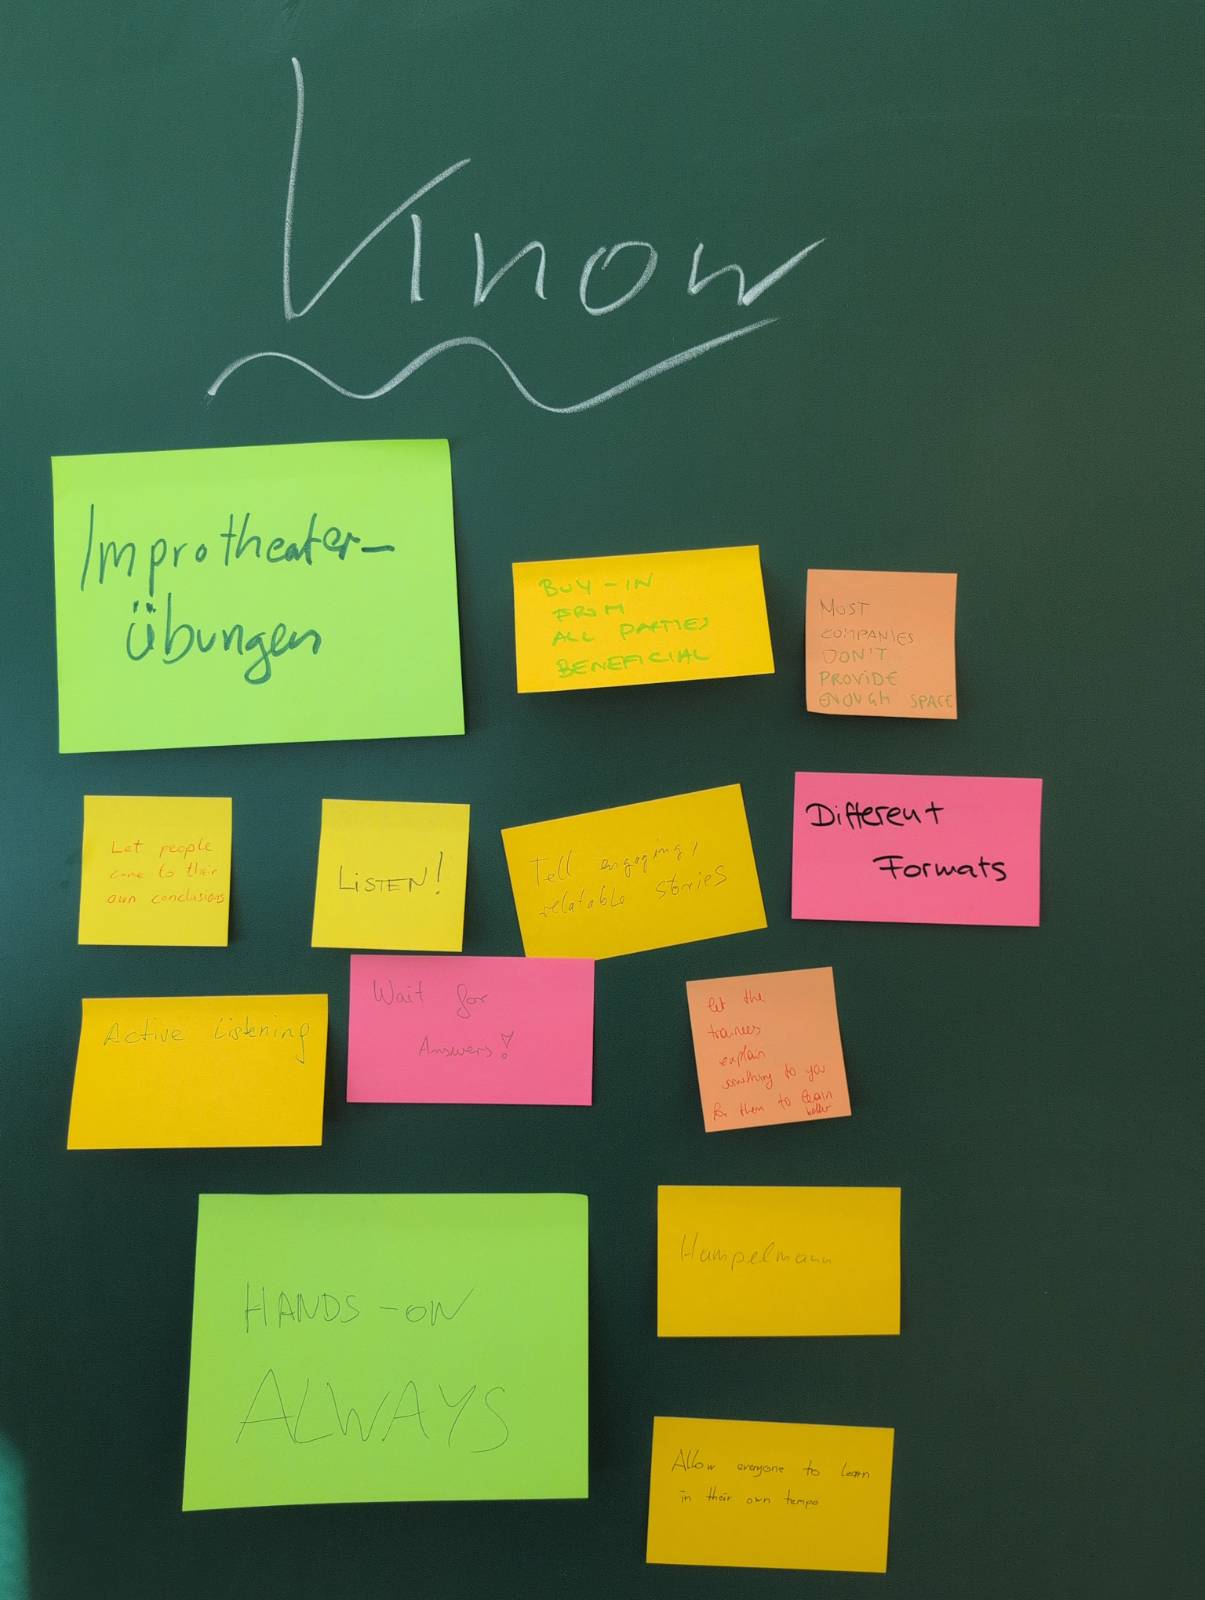 Know
Improtheater-
übungen
BUY-IN
FROM
ALL PARTIES
BENEFICIAL
MOST
COMPANIES
DON'T
PROVIDE
ENOUGH SPACE
Let people
come to their
own conclusions
LISTEN!
Tell engaging,
relatable stories
Different
Formats
Active Listening
Wait for
Answers!
let the
trainees
explain
something to you
for them to learn
better
HANDS-ON
ALWAYS
Hampelmann
Allow everyone to learn
in their own tempo